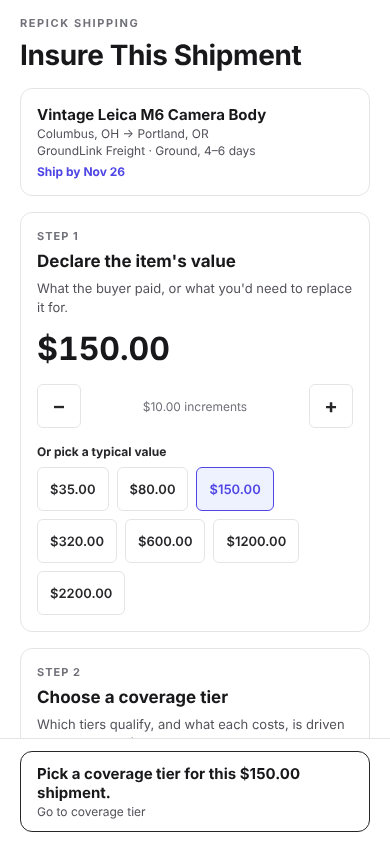 REPICK SHIPPING
Insure This Shipment
Vintage Leica M6 Camera Body
Columbus, OH → Portland, OR
GroundLink Freight · Ground, 4–6 days
Ship by Nov 26
STEP 1
Declare the item's value
What the buyer paid, or what you'd need to replace
it for.
$150.00
−
$10.00 increments
+
Or pick a typical value
$35.00
$80.00
$150.00
$320.00
$600.00
$1200.00
$2200.00
STEP 2
Choose a coverage tier
Which tiers qualify, and what each costs, is driven
Pick a coverage tier for this $150.00
shipment.
Go to coverage tier